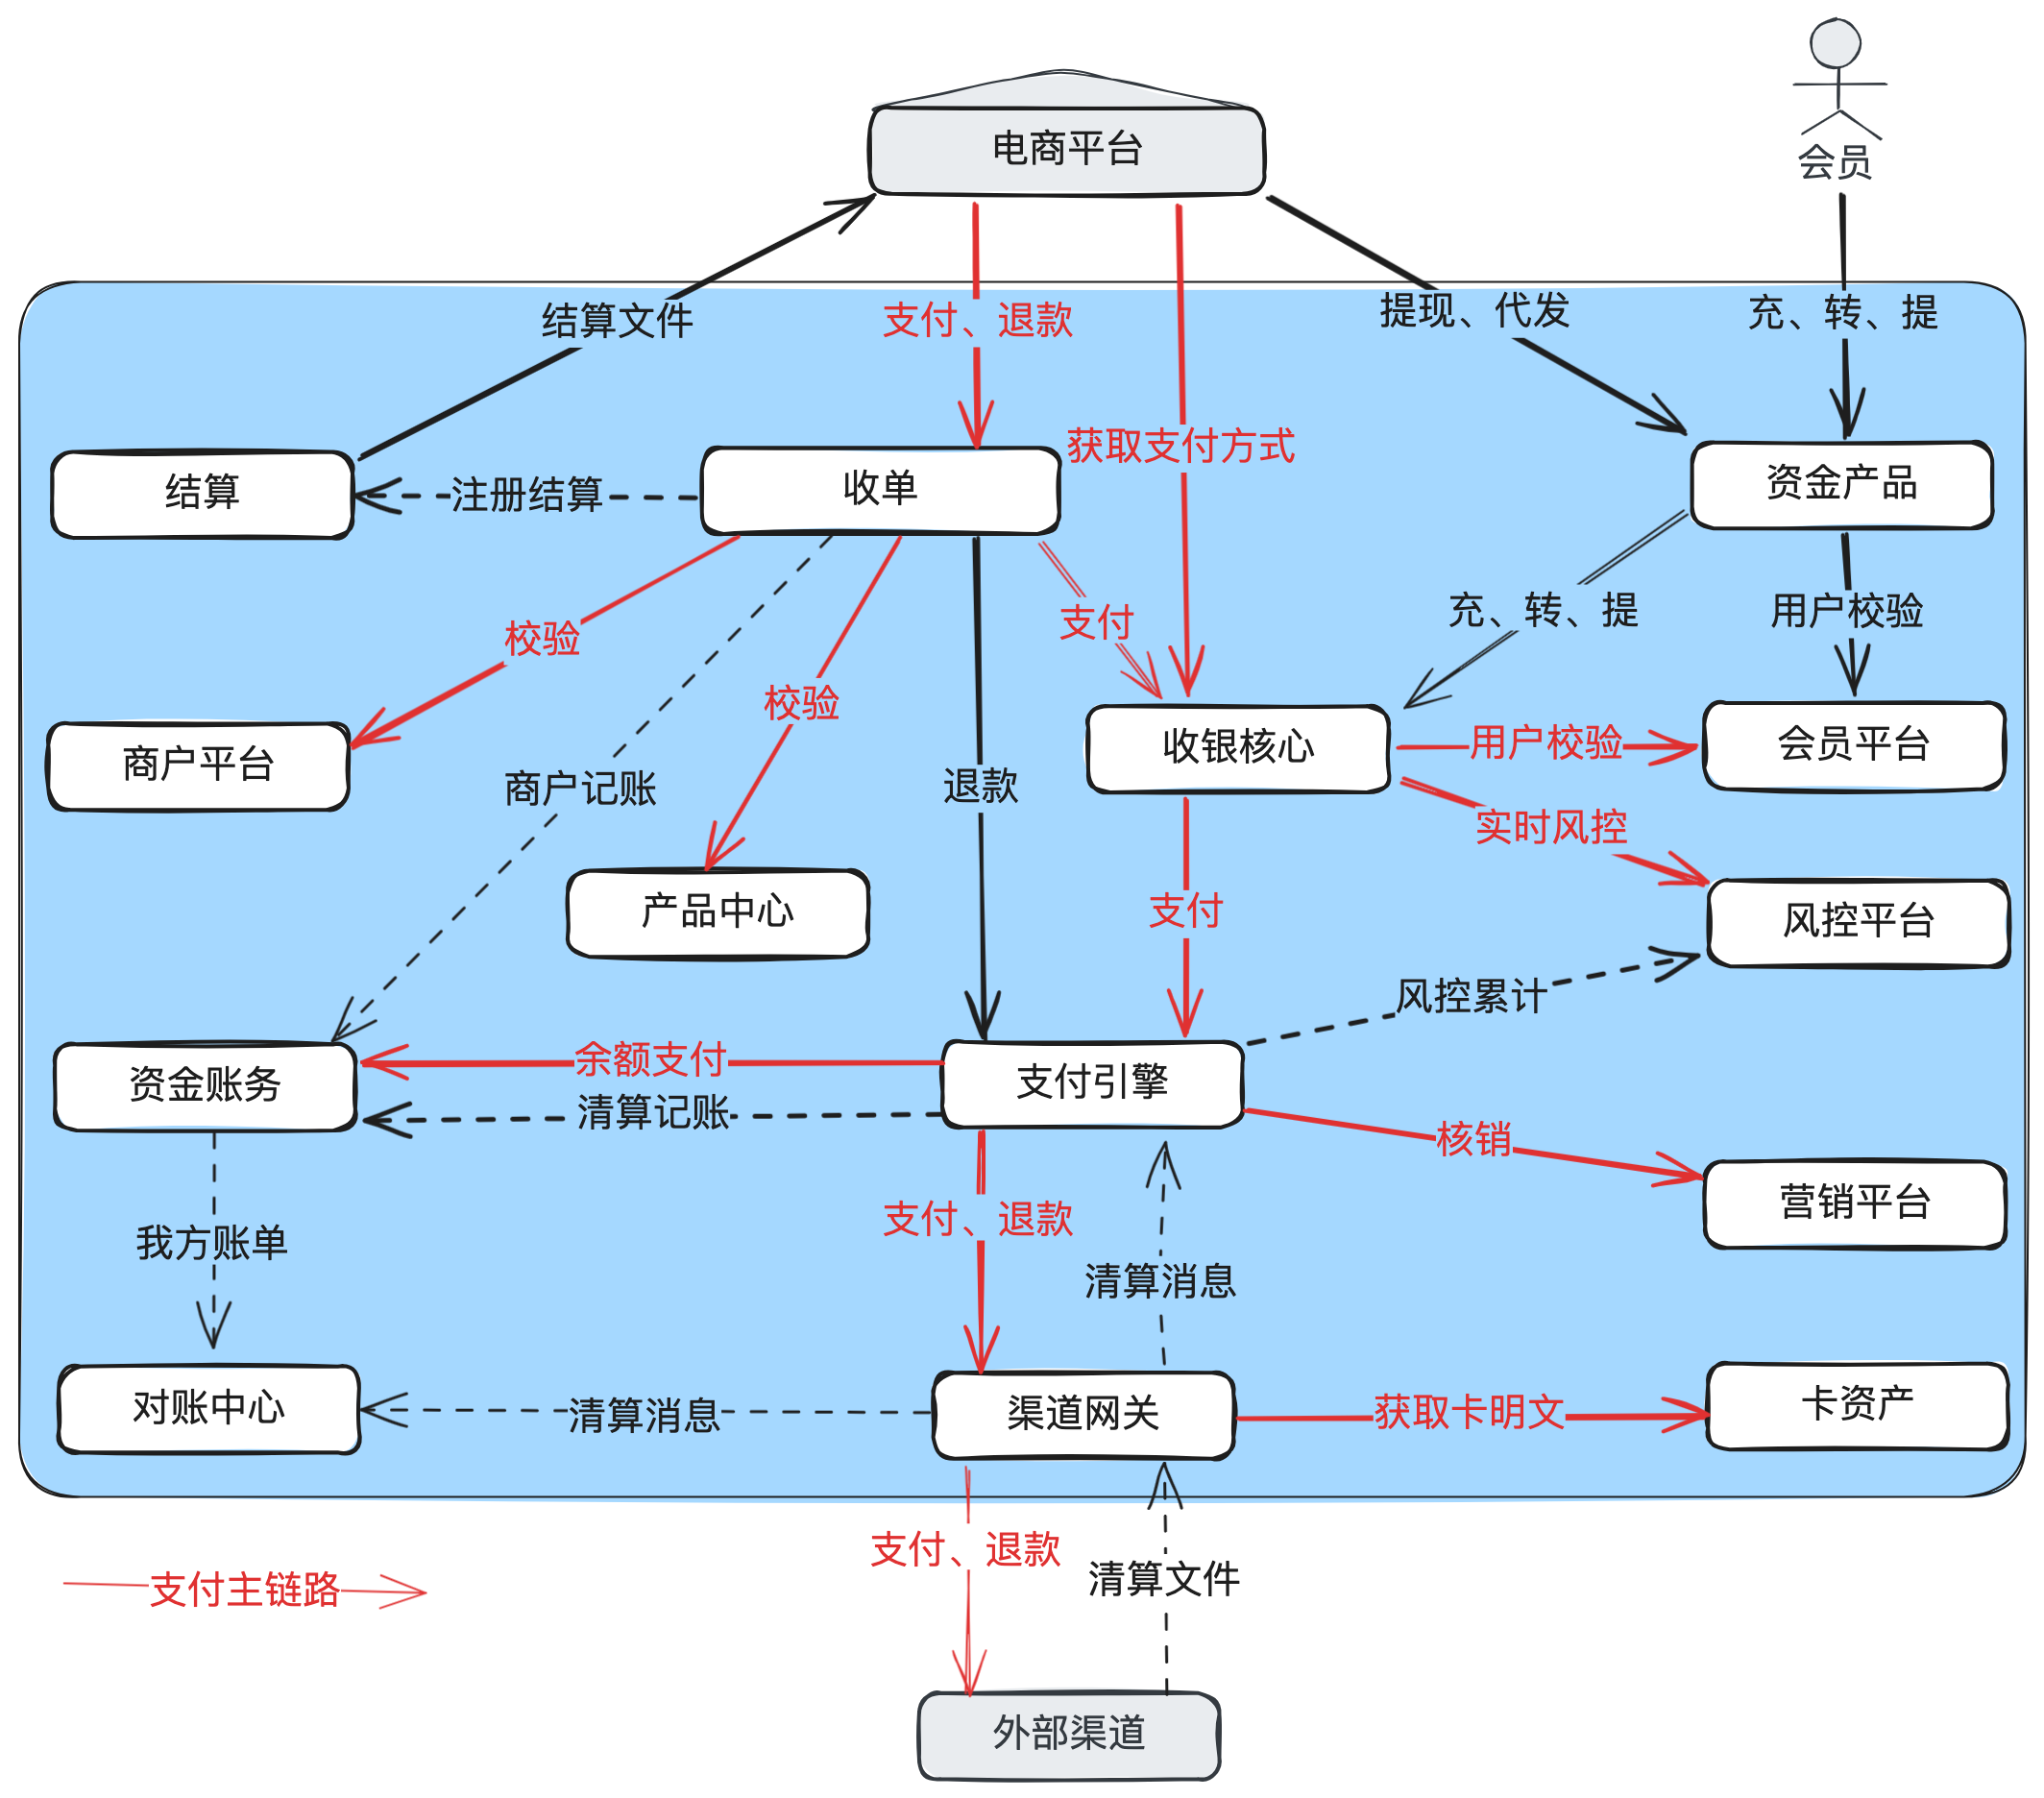 电商平台
会员
结算文件
支付、退款
提现、代发
充、转、提
获取支付方式
结算
注册结算
收单
资金产品
校验
支付
充、转、提
用户校验
校验
商户平台
商户记账
退款
收银核心
用户校验
会员平台
实时风控
产品中心
支付
风控平台
风控累计
资金账务
余额支付
清算记账
支付引擎
核销
营销平台
我方账单
支付、退款
清算消息
对账中心
清算消息
渠道网关
获取卡明文
卡资产
支付、退款
清算文件
支付主链路
外部渠道